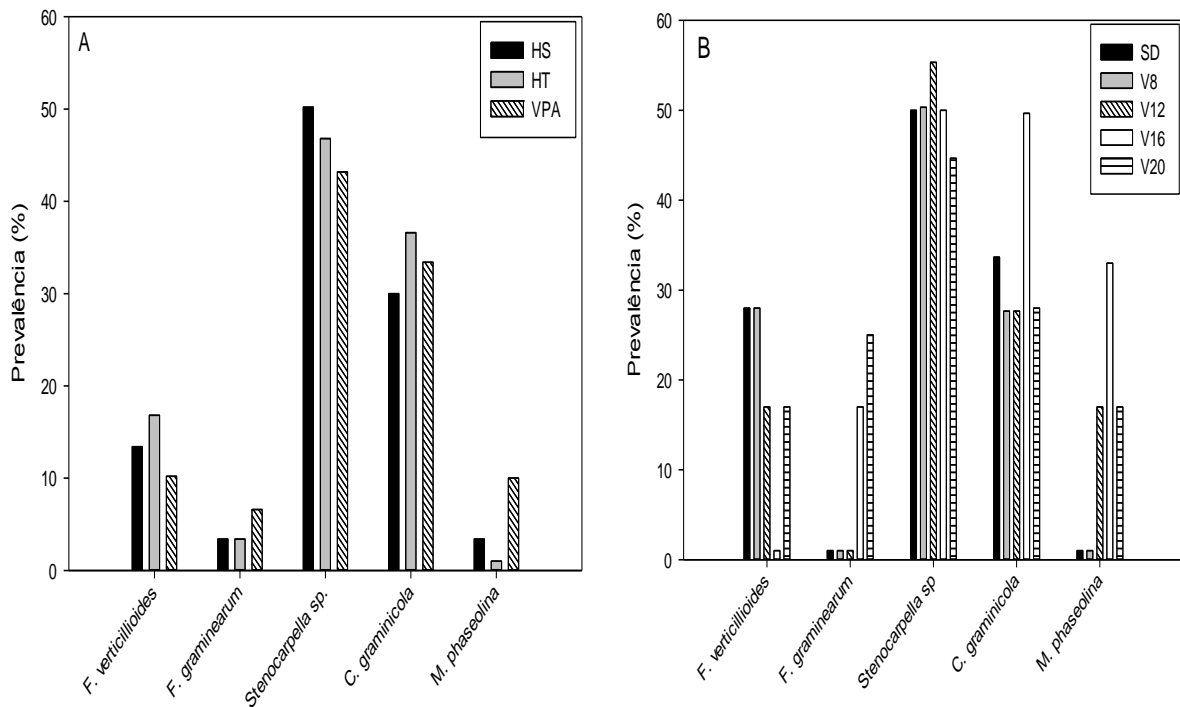 A
HS
HT
VPA
Prevalência (%)
60
50
40
30
20
10
0
F. verticillioides
F. graminearum
Stenocarpella sp.
C. graminicola
M. phaseolina
B
SD
V8
V12
V16
V20
Prevalência (%)
60
50
40
30
20
10
0
F. verticillioides
F. graminearum
Stenocarpella sp
C. graminicola
M. phaseolina